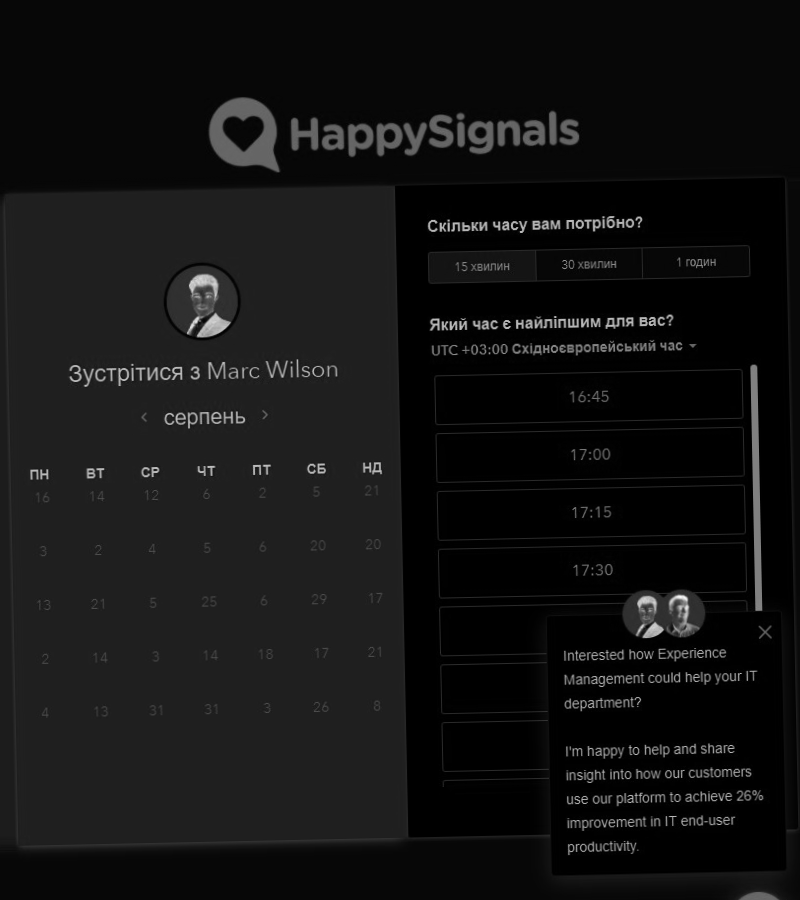 HappySignals
Зустрітися з Marc Wilson
серпень
ПН ВТ СР ЧТ ПТ СБ НД
16 14 12 6 2 5 21
3 2 4 5 6 20 20
13 21 5 25 6 29 17
2 14 3 14 18 17 21
4 13 31 31 3 26 8
Скільки часу вам потрібно?
15 хвилин 30 хвилин 1 годин
Який час є найліпшим для вас?
UTC +03:00 Східноєвропейський час
16:45
17:00
17:15
17:30
Interested how Experience
Management could help your IT
department?
I'm happy to help and share
insight into how our customers
use our platform to achieve 26%
improvement in IT end-user
productivity.